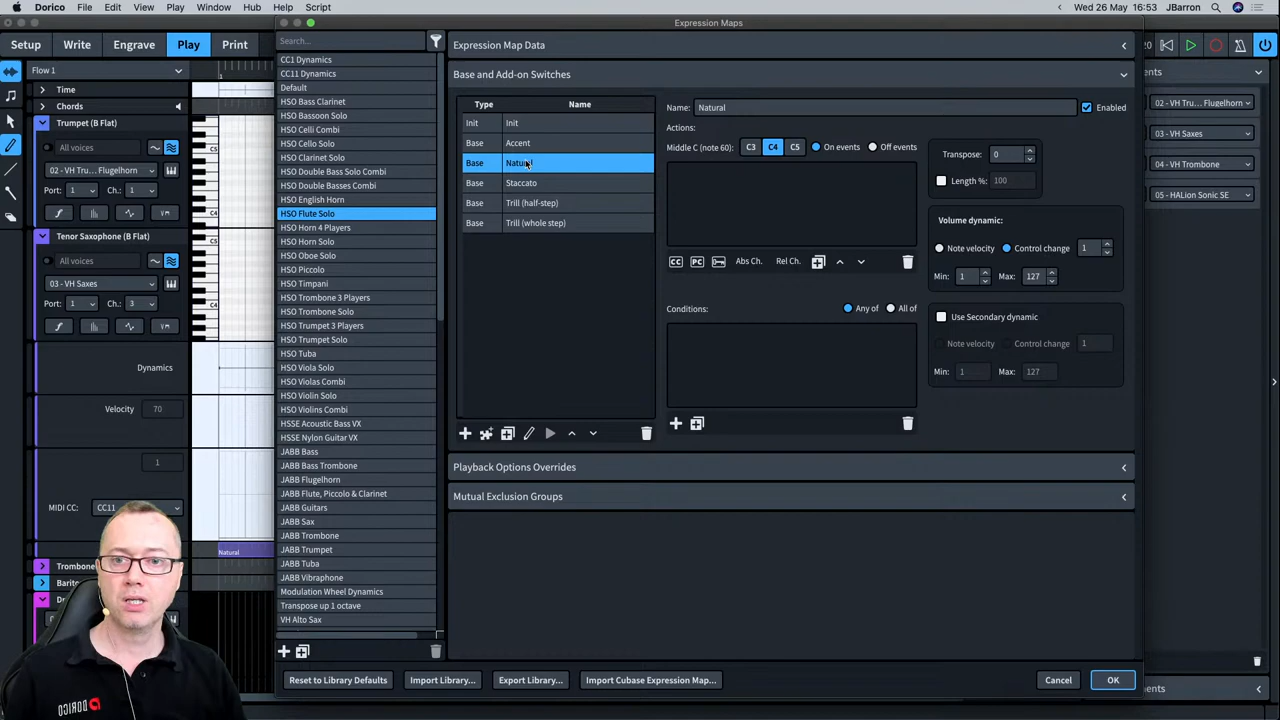 Dorico File Edit View Play Window Help Script
Wed 26 May 16:53 JBarron
Expression Maps
Setup Write Engrave Play Print
Flow 1
1
Time
Chords
Trumpet (B Flat)
All voices
02 - VH Tru... Flugelhorn
Port: 1 Ch.: 1
C4
Tenor Saxophone (B Flat)
C5
All voices
03 - VH Saxes
Port: 1 Ch.: 3
C4
Dynamics
Velocity 70
1
MIDI CC: CC11
Natural
Trombone
Barito
Dr
DORICO
Search...
CC1 Dynamics
CC11 Dynamics
Default
HSO Bass Clarinet
HSO Bassoon Solo
HSO Celli Combi
HSO Cello Solo
HSO Clarinet Solo
HSO Double Bass Solo Combi
HSO Double Basses Combi
HSO English Horn
HSO Flute Solo
HSO Horn 4 Players
HSO Horn Solo
HSO Oboe Solo
HSO Piccolo
HSO Timpani
HSO Trombone 3 Players
HSO Trombone Solo
HSO Trumpet 3 Players
HSO Trumpet Solo
HSO Tuba
HSO Viola Solo
HSO Violas Combi
HSO Violin Solo
HSO Violins Combi
HSSE Acoustic Bass VX
HSSE Nylon Guitar VX
JABB Bass
JABB Bass Trombone
JABB Flugelhorn
JABB Flute, Piccolo & Clarinet
JABB Guitars
JABB Sax
JABB Trombone
JABB Trumpet
JABB Tuba
JABB Vibraphone
Modulation Wheel Dynamics
Transpose up 1 octave
VH Alto Sax
Expression Map Data
Base and Add-on Switches
Type Name
Init Init
Base Accent
Base Natural
Base Staccato
Base Trill (half-step)
Base Trill (whole step)
Name: Natural Enabled
Actions:
Middle C (note 60): C3 C4 C5 On events Off events
CC PC Abs Ch. Rel Ch.
Conditions: Any of All of
Transpose: 0
Length %: 100
Volume dynamic:
Note velocity Control change 1
Min: 1 Max: 127
Use Secondary dynamic
Note velocity Control change 1
Min: 1 Max: 127
Playback Options Overrides
Mutual Exclusion Groups
Reset to Library Defaults Import Library... Export Library... Import Cubase Expression Map... Cancel OK
20
ents
02 - VH Tru... Flugelhorn
03 - VH Saxes
04 - VH Trombone
05 - HALion Sonic SE
ments